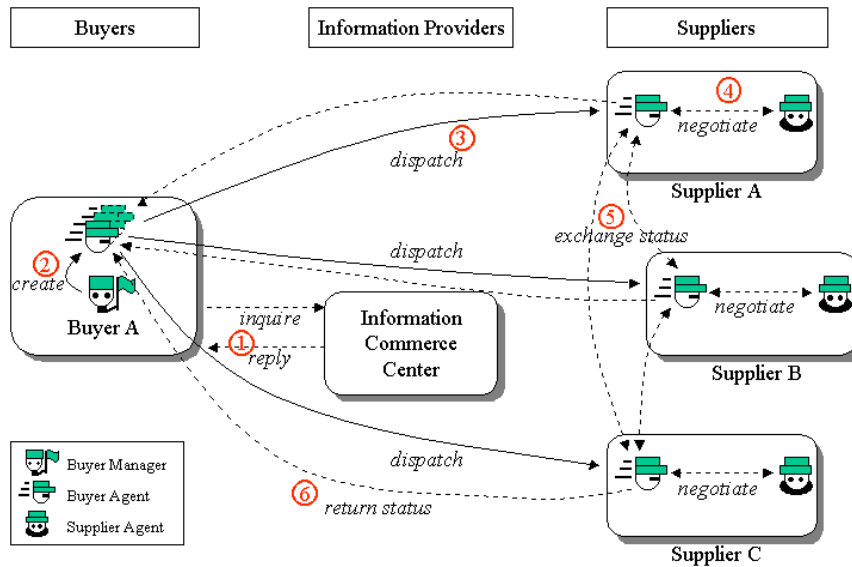 Buyers
Information Providers
Suppliers
4
negotiate
3
dispatch
Supplier A
5
exchange status
2
create
Buyer A
dispatch
negotiate
Supplier B
inquire
1
reply
Information
Commerce
Center
dispatch
negotiate
6
return status
Supplier C
Buyer Manager
Buyer Agent
Supplier Agent